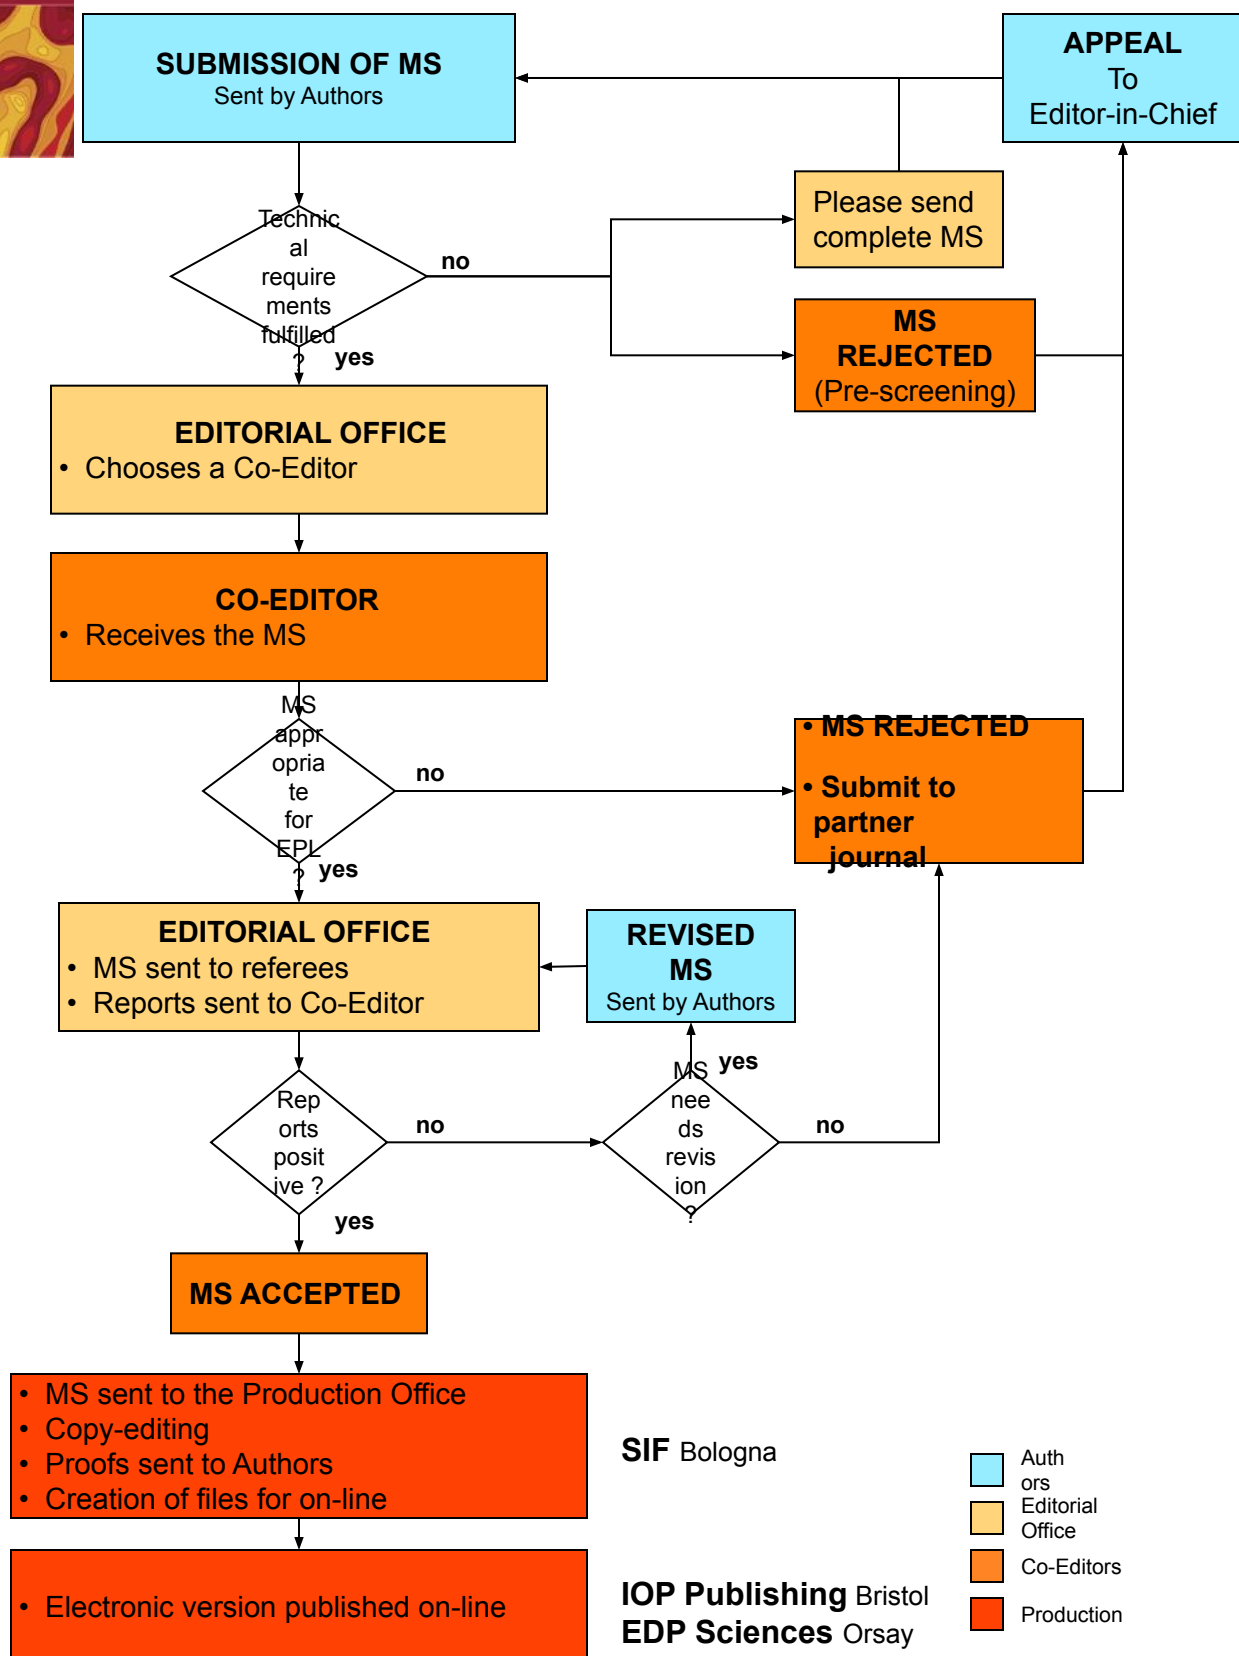 SUBMISSION OF MS
Sent by Authors
APPEAL
To
Editor-in-Chief
Please send
complete MS
Technic
al
require
ments
fulfilled
?
no
yes
MS
REJECTED
(Pre-screening)
EDITORIAL OFFICE
• Chooses a Co-Editor
CO-EDITOR
• Receives the MS
MS
appr
opria
te
for
EPL
?
no
yes
• MS REJECTED
• Submit to
partner
journal
EDITORIAL OFFICE
• MS sent to referees
• Reports sent to Co-Editor
REVISED
MS
Sent by Authors
Rep
orts
posit
ive ?
no
yes
MS
nee
ds
revis
ion
?
yes
no
MS ACCEPTED
• MS sent to the Production Office
• Copy-editing
• Proofs sent to Authors
• Creation of files for on-line
SIF Bologna
• Electronic version published on-line
IOP Publishing Bristol
EDP Sciences Orsay
Auth
ors
Editorial
Office
Co-Editors
Production